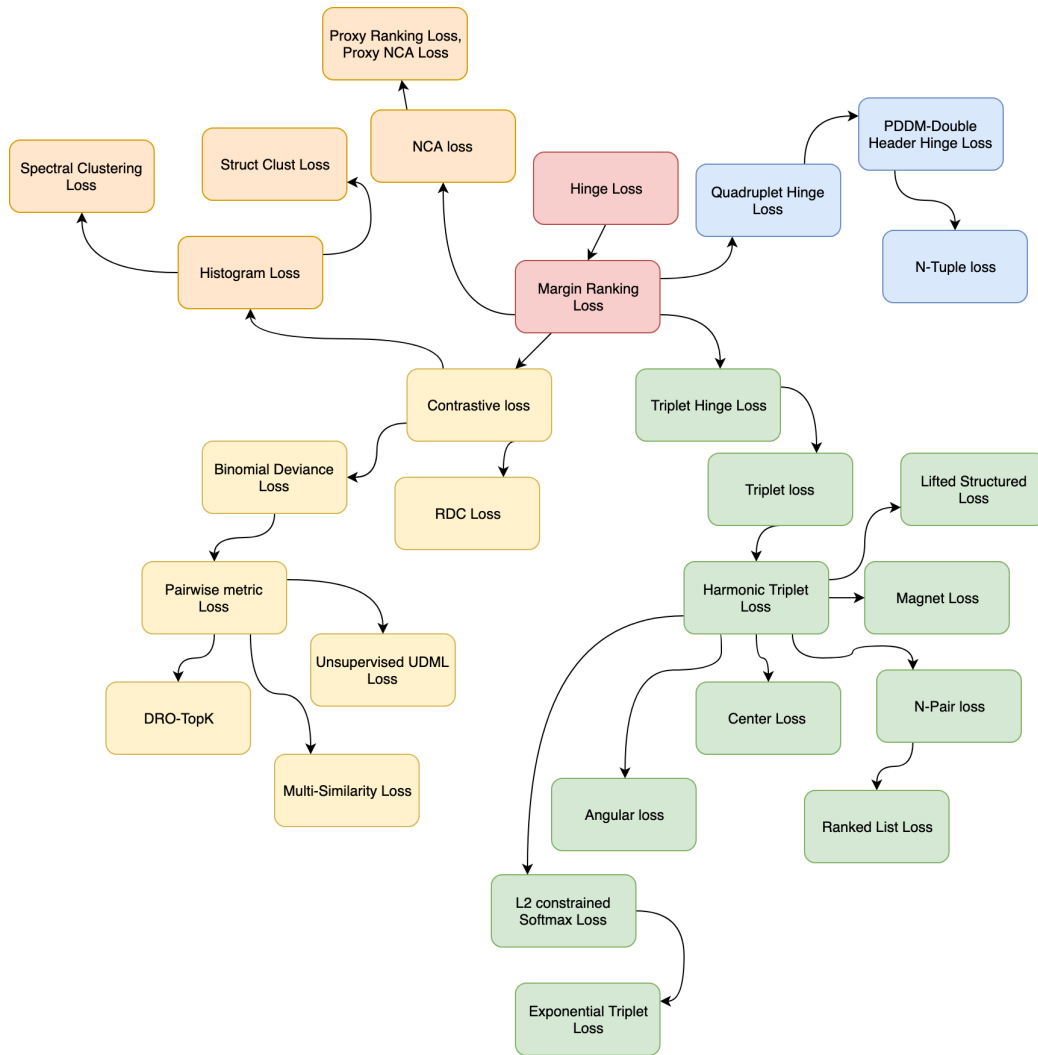 Proxy Ranking Loss,
Proxy NCA Loss
NCA loss
PDDM-Double
Header Hinge Loss
Spectral Clustering
Loss
Struct Clust Loss
Hinge Loss
Quadruplet Hinge
Loss
N-Tuple loss
Histogram Loss
Margin Ranking
Loss
Contrastive loss
Triplet Hinge Loss
Binomial Deviance
Loss
RDC Loss
Triplet loss
Lifted Structured
Loss
Pairwise metric
Loss
Harmonic Triplet
Loss
Magnet Loss
Unsupervised UDML
Loss
DRO-TopK
Center Loss
N-Pair loss
Multi-Similarity Loss
Angular loss
Ranked List Loss
L2 constrained
Softmax Loss
Exponential Triplet
Loss